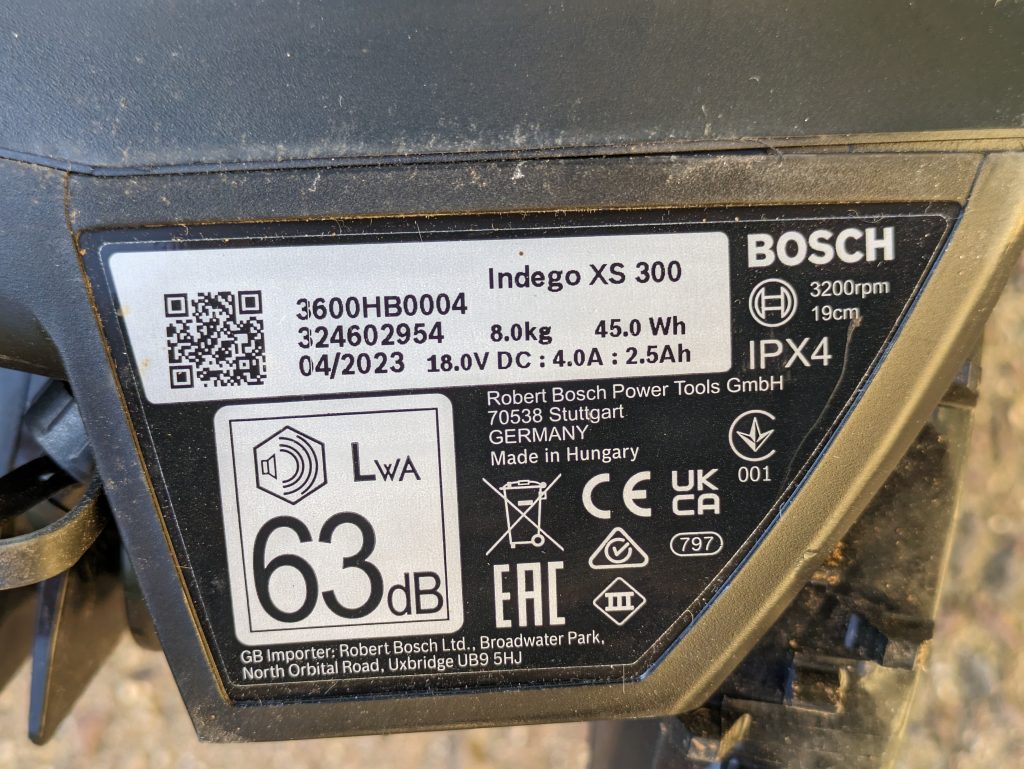 Indego XS 300
3600HB0004
324602954 8.0kg 45.0 Wh
04/2023 18.0V DC : 4.0A : 2.5Ah
BOSCH
3200rpm
19cm
IPX4
Robert Bosch Power Tools GmbH
70538 Stuttgart
GERMANY
Made in Hungary
001
LWA
63dB
CE
UK
CA
797
EAC
III
GB Importer: Robert Bosch Ltd., Broadwater Park,
North Orbital Road, Uxbridge UB9 5HJ